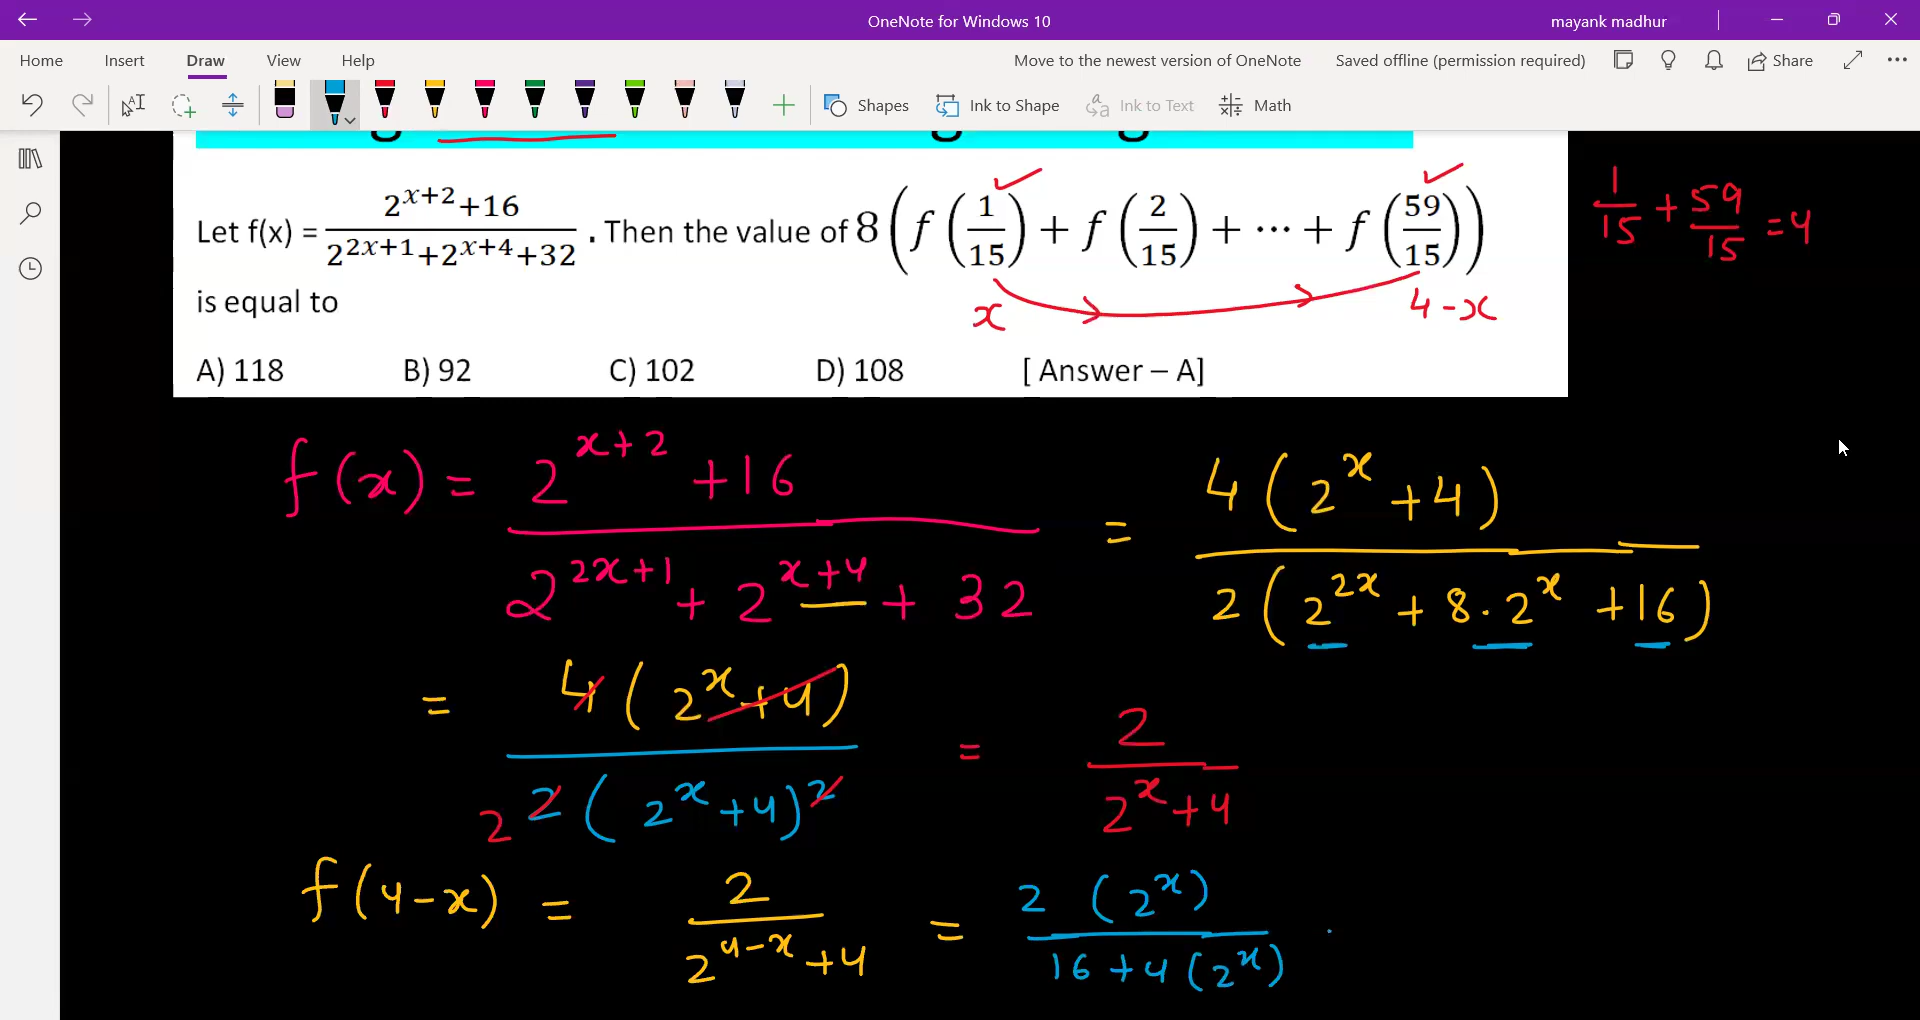 OneNote for Windows 10
mayank madhur
Home Insert Draw View Help
Move to the newest version of OneNote Saved offline (permission required) Share
Shapes Ink to Shape Ink to Text Math
Let f(x) = (2^(x+2)+16)/(2^(2x+1)+2^(x+4)+32) . Then the value of 8(f(1/15) + f(2/15) + ⋯ + f(59/15))
1/15 + 59/15 = 4
is equal to
x 4-x
A) 118 B) 92 C) 102 D) 108 [ Answer – A]
f(x) = (2^(x+2) +16)/(2^(2x+1) + 2^(x+4) + 32) = 4(2^x +4)/2(2^(2x) + 8.2^x +16)
= 4(2^x+4)/2 2(2^x+4)^2 = 2/(2^x+4)
f(4-x) = 2/(2^(4-x)+4) = 2(2^x)/(16+4(2^x))